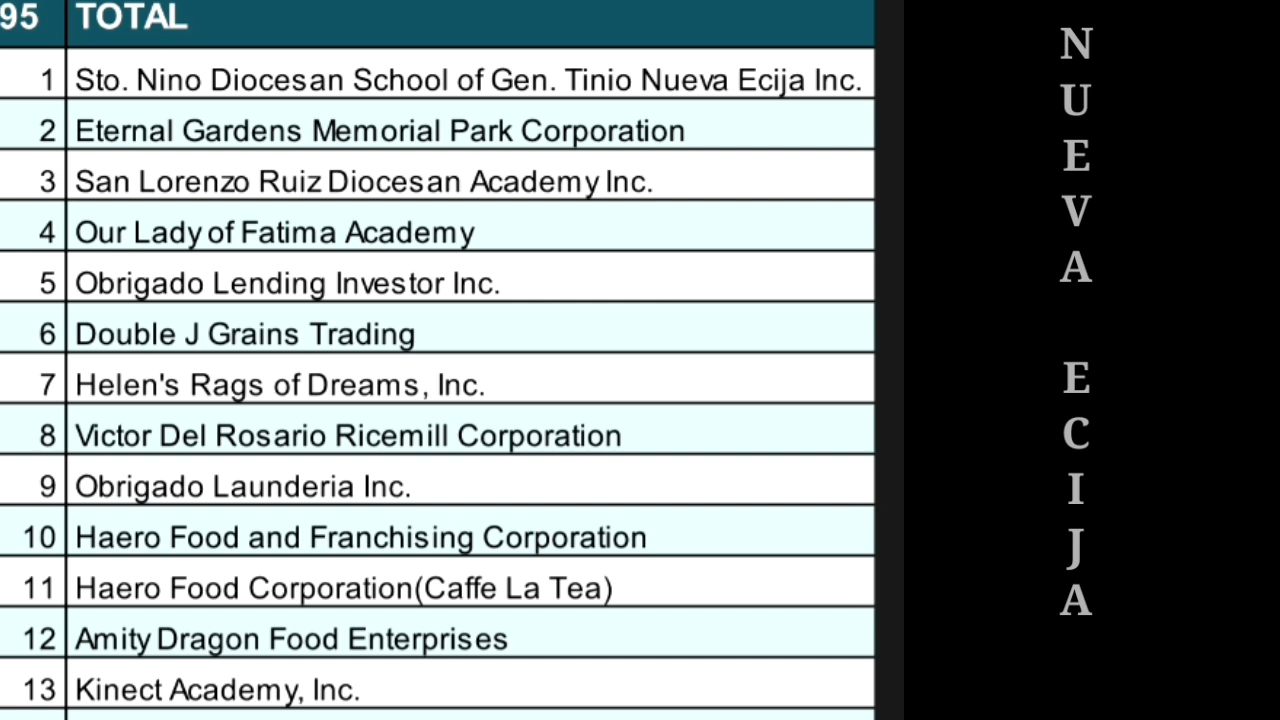 95 TOTAL
1 Sto. Nino Diocesan School of Gen. Tinio Nueva Ecija Inc.
2 Eternal Gardens Memorial Park Corporation
3 San Lorenzo Ruiz Diocesan Academy Inc.
4 Our Lady of Fatima Academy
5 Obrigado Lending Investor Inc.
6 Double J Grains Trading
7 Helen's Rags of Dreams, Inc.
8 Victor Del Rosario Ricemill Corporation
9 Obrigado Launderia Inc.
10 Haero Food and Franchising Corporation
11 Haero Food Corporation(Caffe La Tea)
12 Amity Dragon Food Enterprises
13 Kinect Academy, Inc.
NUEVA ECIJA